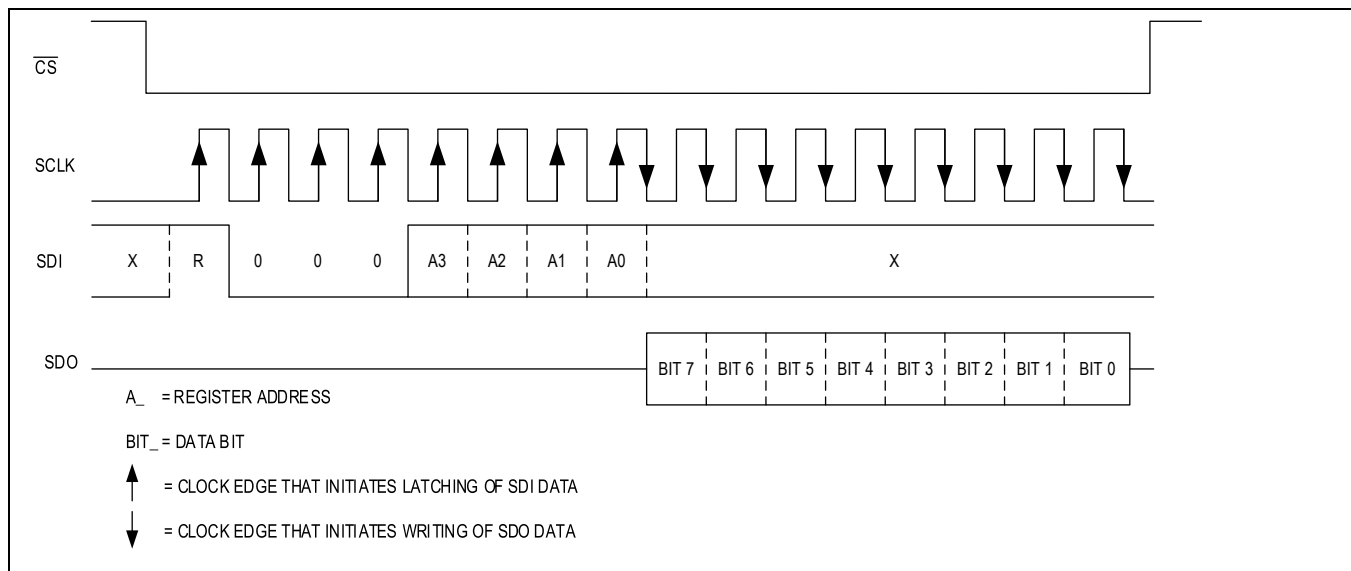 CS
SCLK
SDI X R 0 0 0 A3 A2 A1 A0 X
SDO BIT 7 BIT 6 BIT 5 BIT 4 BIT 3 BIT 2 BIT 1 BIT 0
A_ = REGISTER ADDRESS
BIT_ = DATA BIT
= CLOCK EDGE THAT INITIATES LATCHING OF SDI DATA
= CLOCK EDGE THAT INITIATES WRITING OF SDO DATA